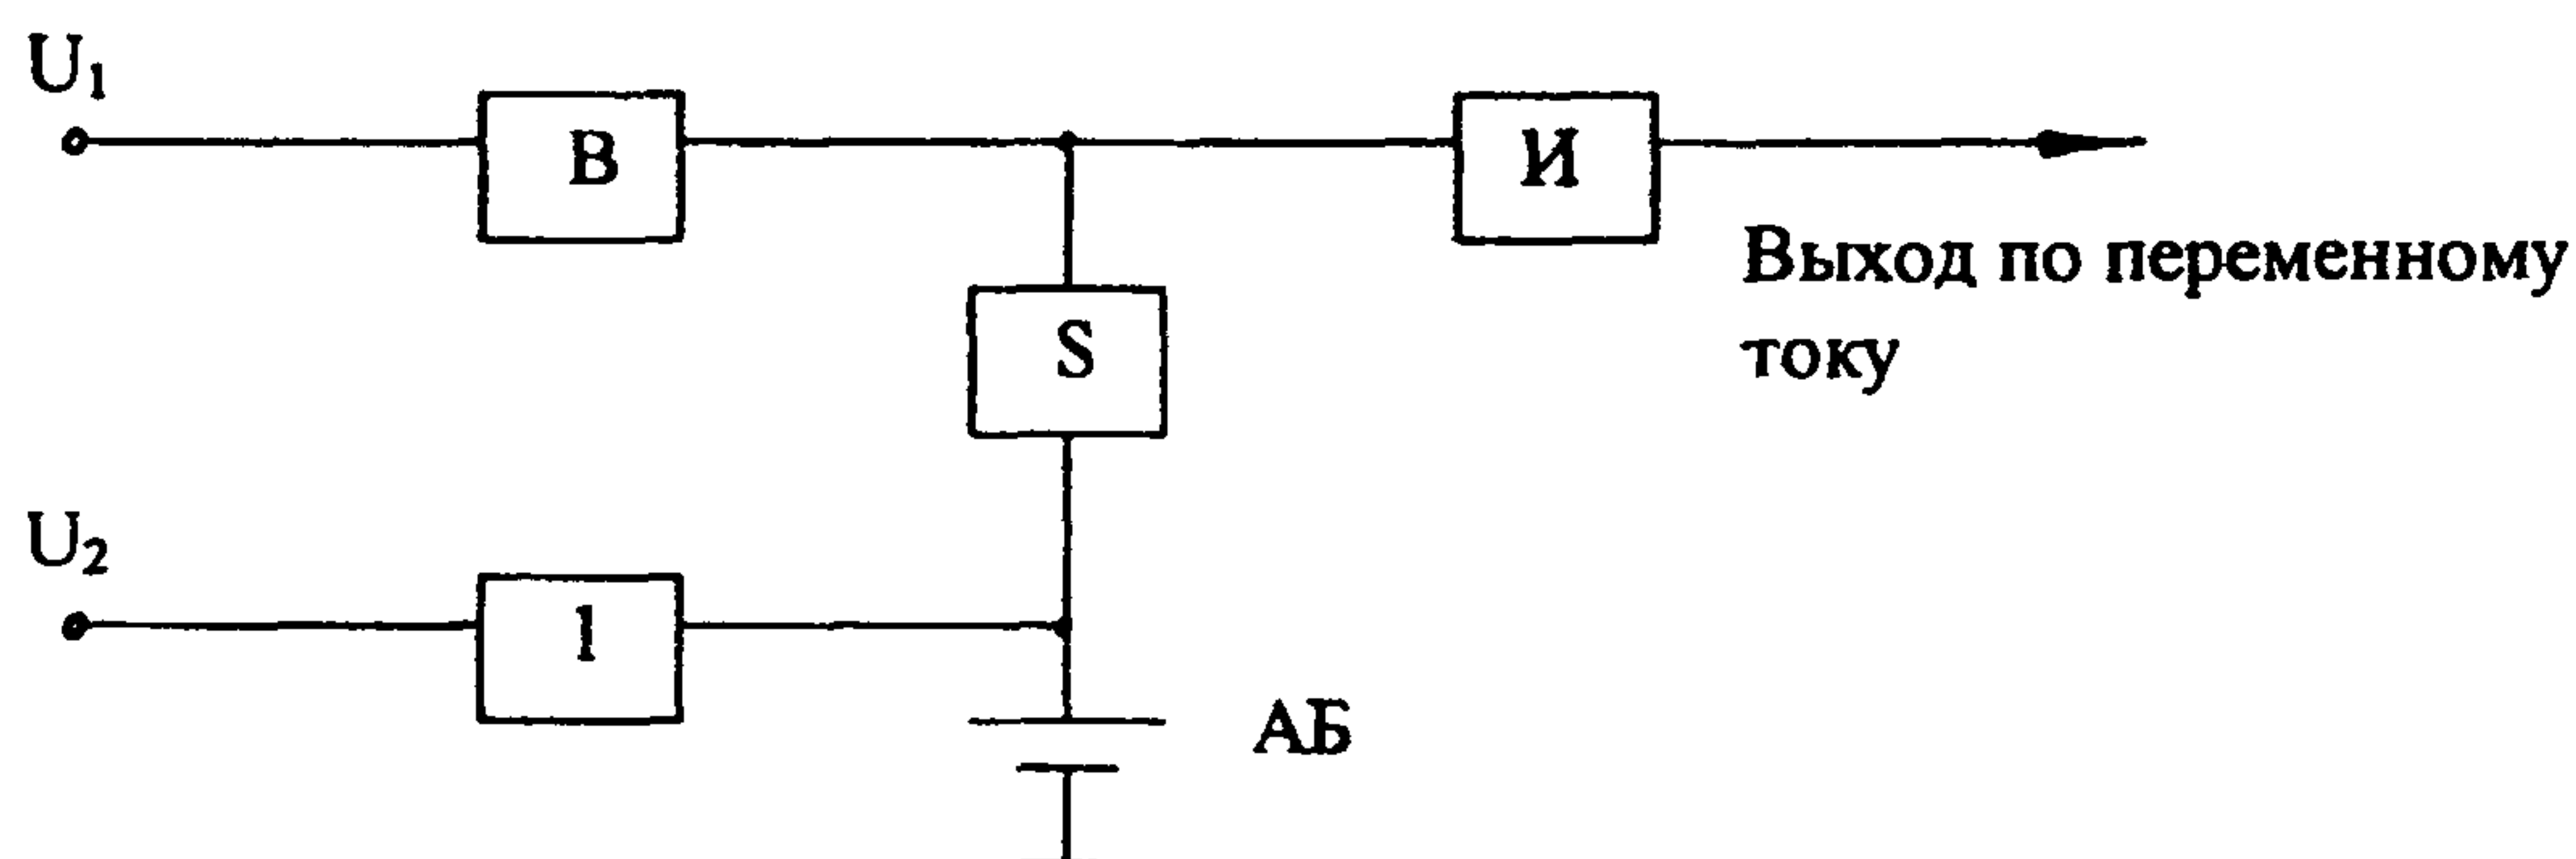 U₁
В
И
Выход по переменному
току
S
U₂
1
АБ